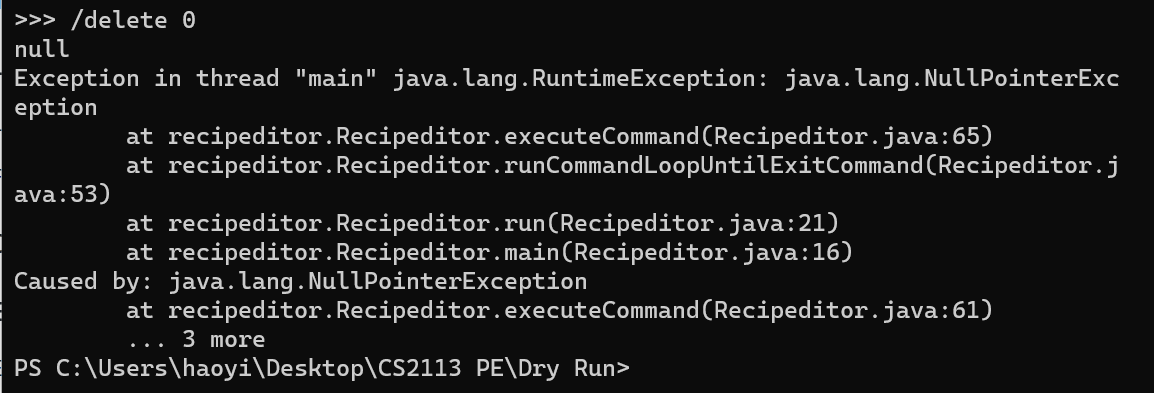 >>> /delete 0
null
Exception in thread "main" java.lang.RuntimeException: java.lang.NullPointerExc
eption
        at recipeditor.Recipeditor.executeCommand(Recipeditor.java:65)
        at recipeditor.Recipeditor.runCommandLoopUntilExitCommand(Recipeditor.j
ava:53)
        at recipeditor.Recipeditor.run(Recipeditor.java:21)
        at recipeditor.Recipeditor.main(Recipeditor.java:16)
Caused by: java.lang.NullPointerException
        at recipeditor.Recipeditor.executeCommand(Recipeditor.java:61)
        ... 3 more
PS C:\Users\haoyi\Desktop\CS2113 PE\Dry Run>